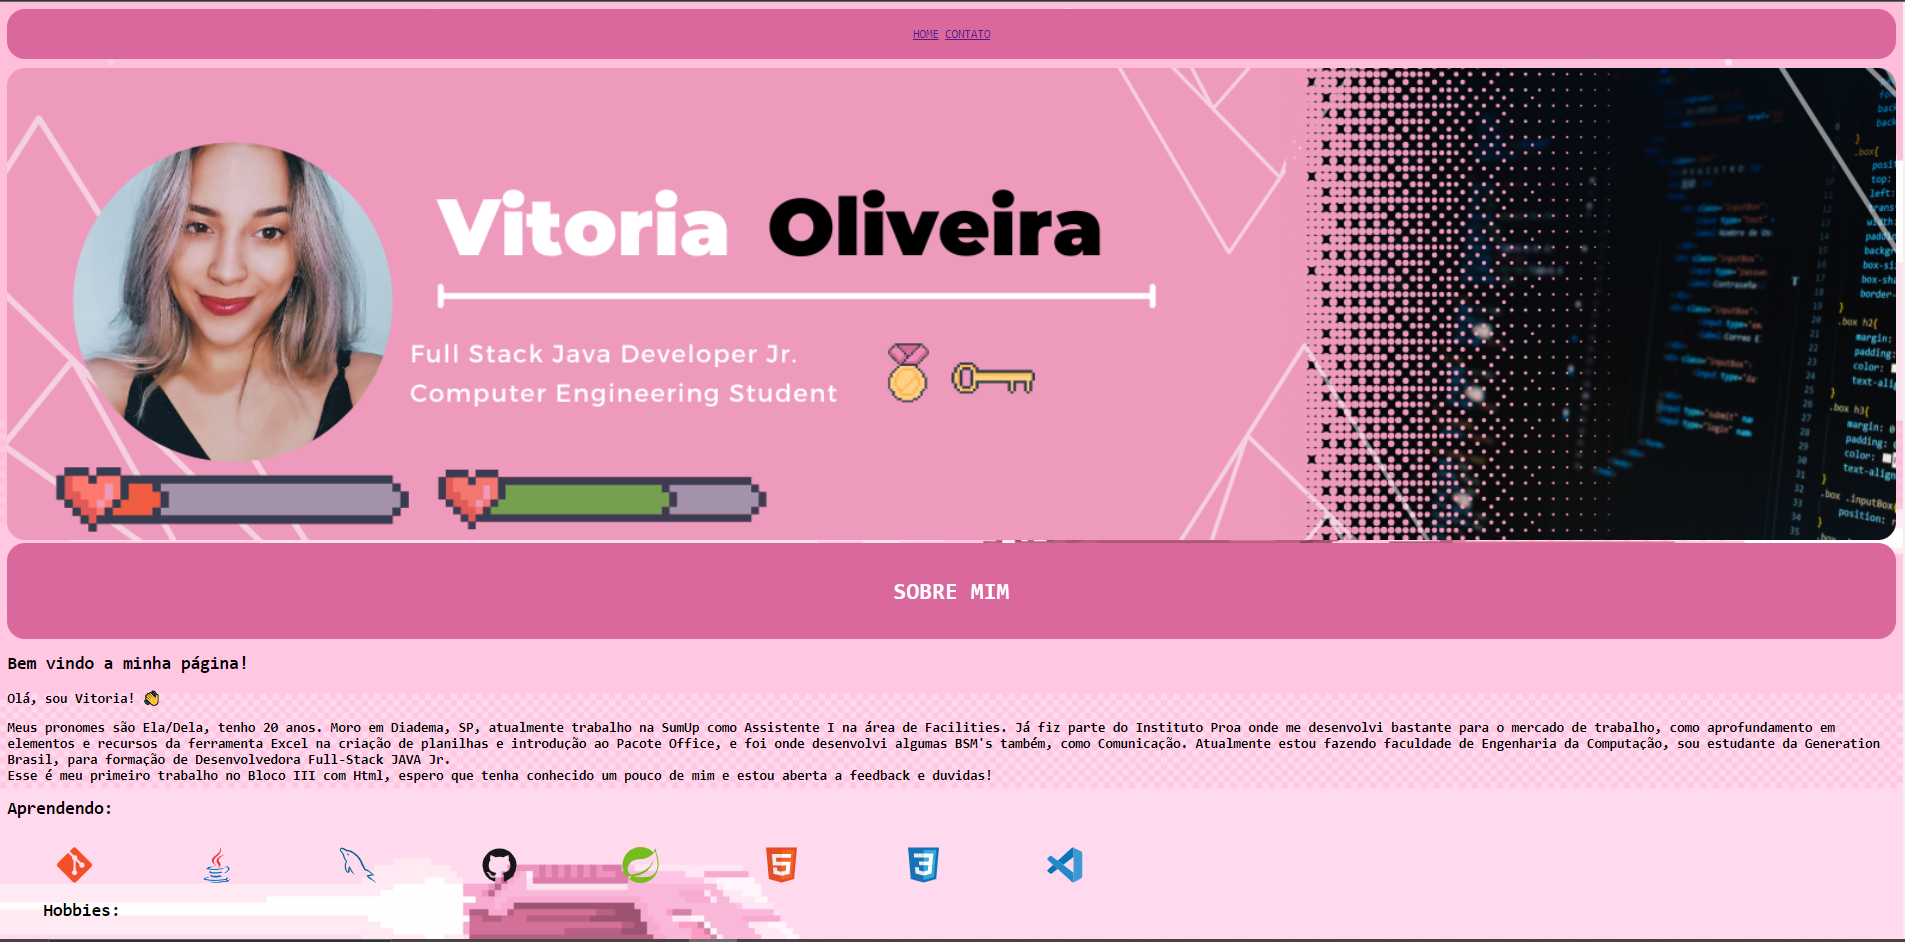 HOME CONTATO
Vitoria Oliveira
Full Stack Java Developer Jr.
Computer Engineering Student
SOBRE MIM
Bem vindo a minha página!
Olá, sou Vitoria! 👏
Meus pronomes são Ela/Dela, tenho 20 anos. Moro em Diadema, SP, atualmente trabalho na SumUp como Assistente I na área de Facilities. Já fiz parte do Instituto Proa onde me desenvolvi bastante para o mercado de trabalho, como aprofundamento em
elementos e recursos da ferramenta Excel na criação de planilhas e introdução ao Pacote Office, e foi onde desenvolvi algumas BSM's também, como Comunicação. Atualmente estou fazendo faculdade de Engenharia da Computação, sou estudante da Generation
Brasil, para formação de Desenvolvedora Full-Stack JAVA Jr.
Esse é meu primeiro trabalho no Bloco III com Html, espero que tenha conhecido um pouco de mim e estou aberta a feedback e duvidas!
Aprendendo:
Hobbies: